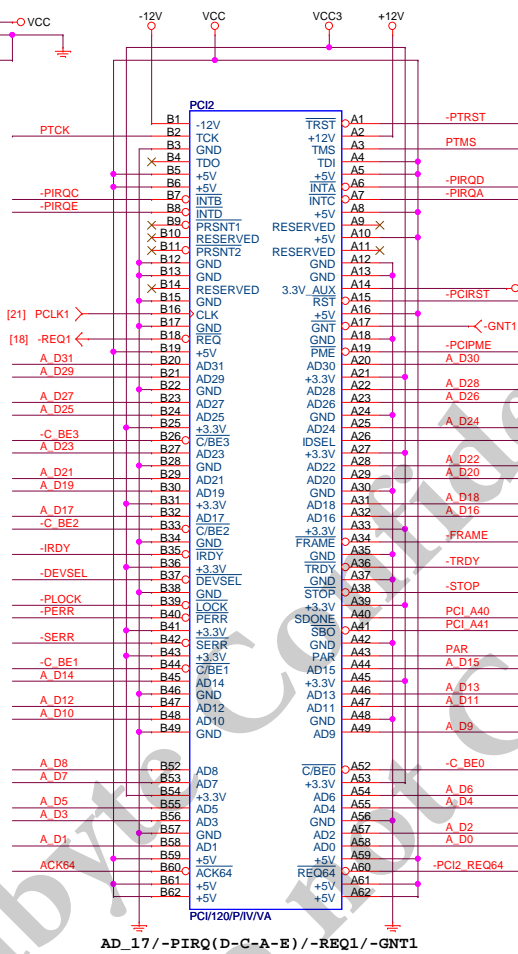 VCC
-12V VCC VCC3 +12V
PCI2
B1 -12V TRST A1 -PTRST
PTCK B2 TCK +12V A2
B3 GND TMS A3 PTMS
B4 TDO TDI A4
B5 +5V +5V A5
B6 +5V INTA A6 -PIRQD
-PIRQC B7 INTB INTC A7 -PIRQA
-PIRQE B8 INTD +5V A8
B9 PRSNT1 RESERVED A9
B10 RESERVED +5V A10
B11 PRSNT2 RESERVED A11
B12 GND GND A12
B13 GND GND A13
B14 RESERVED 3.3V_AUX A14
B15 GND RST A15 -PCIRST
[21] PCLK1 B16 CLK +5V A16
B17 GND GNT A17 -GNT1
[18] -REQ1 B18 REQ GND A18
B19 +5V PME A19 -PCIPME
A_D31 B20 AD31 AD30 A20 A_D30
A_D29 B21 AD29 +3.3V A21
B22 GND AD28 A22 A_D28
A_D27 B23 AD27 AD26 A23 A_D26
A_D25 B24 AD25 GND A24
B25 +3.3V AD24 A25 A_D24
-C_BE3 B26 C/BE3 IDSEL A26
A_D23 B27 AD23 +3.3V A27
B28 GND AD22 A28 A_D22
A_D21 B29 AD21 AD20 A29 A_D20
A_D19 B30 AD19 GND A30
B31 +3.3V AD18 A31 A_D18
A_D17 B32 AD17 AD16 A32 A_D16
-C_BE2 B33 C/BE2 +3.3V A33
B34 GND FRAME A34 -FRAME
-IRDY B35 IRDY GND A35
B36 +3.3V TRDY A36 -TRDY
-DEVSEL B37 DEVSEL GND A37
B38 GND STOP A38 -STOP
-PLOCK B39 LOCK +3.3V A39
-PERR B40 PERR SDONE A40 PCI_A40
B41 +3.3V SBO A41 PCI_A41
-SERR B42 SERR GND A42
B43 +3.3V PAR A43 PAR
-C_BE1 B44 C/BE1 AD15 A44 A_D15
A_D14 B45 AD14 +3.3V A45
B46 GND AD13 A46 A_D13
A_D12 B47 AD12 AD11 A47 A_D11
A_D10 B48 AD10 GND A48
B49 GND AD9 A49 A_D9
A_D8 B52 AD8 C/BE0 A52 -C_BE0
A_D7 B53 AD7 +3.3V A53
B54 +3.3V AD6 A54 A_D6
A_D5 B55 AD5 AD4 A55 A_D4
A_D3 B56 AD3 GND A56
B57 GND AD2 A57 A_D2
A_D1 B58 AD1 AD0 A58 A_D0
B59 +5V +5V A59
ACK64 B60 ACK64 REQ64 A60 -PCI2_REQ64
B61 +5V +5V A61
B62 +5V +5V A62
PCI/120/P/IV/VA
AD_17/-PIRQ(D-C-A-E)/-REQ1/-GNT1
abyte Confide
not C